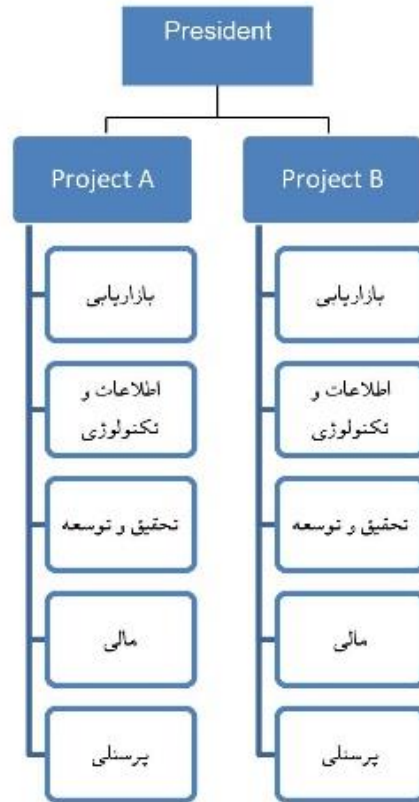 President
Project A
بازاریابی
اطلاعات و
تکنولوژی
تحقیق و توسعه
مالی
پرسنلی
Project B
بازاریابی
اطلاعات و
تکنولوژی
تحقیق و توسعه
مالی
پرسنلی